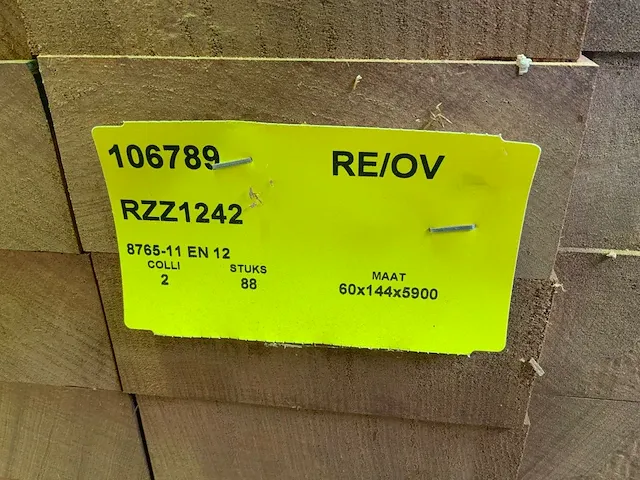 106789 RE/OV
RZZ1242
8765-11 EN 12
COLLI STUKS MAAT
2 88 60x144x5900